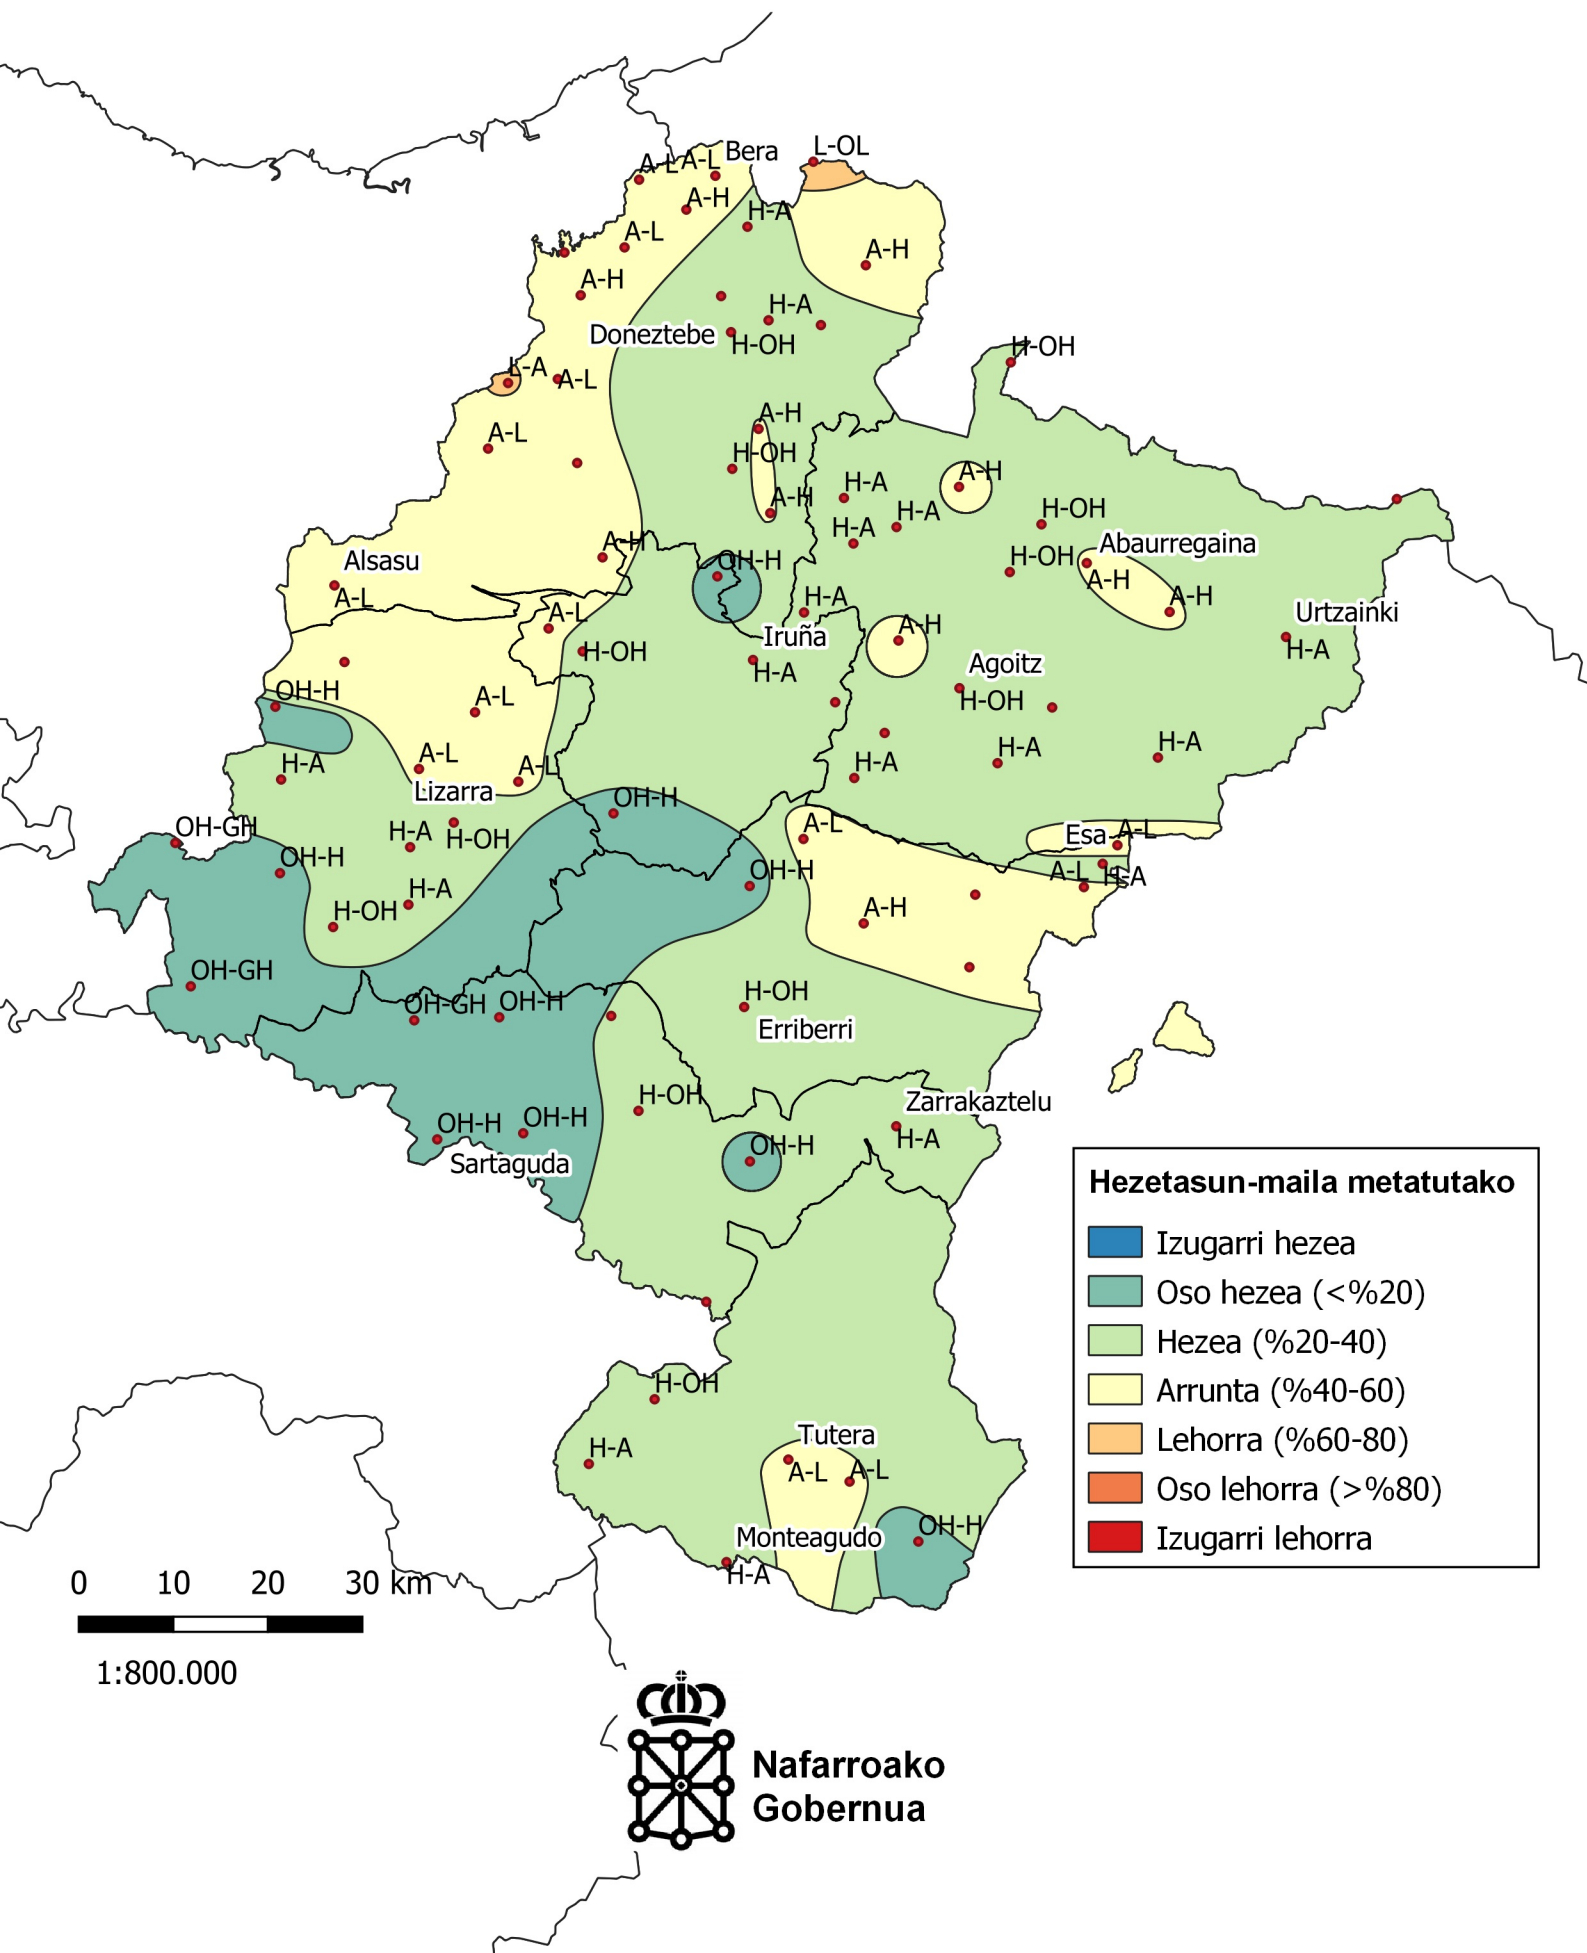 Bera
L-OL
A-L
A-L
A-H
H-A
A-L
A-H
A-H
H-A
Doneztebe
H-OH
H-OH
L-A
A-L
A-H
A-L
H-OH
A-H
H-A
A-H
H-A
H-OH
H-A
A-H
Abaurregaina
Alsasu
OH-H
H-OH
A-H
A-L
H-A
A-H
A-L
A-H
Urtzainki
Iruña
H-OH
H-A
Agoitz
H-A
OH-H
A-L
H-OH
H-A
H-A
A-L
A-L
H-A
H-A
Lizarra
OH-H
OH-GH
H-A
H-OH
A-L
Esa
A-L
OH-H
OH-H
A-L
H-A
H-A
H-OH
A-H
OH-GH
H-OH
OH-GH
OH-H
Erriberri
H-OH
Zarrakaztelu
OH-H
OH-H
H-A
OH-H
Sartaguda
Hezetasun-maila metatutako
Izugarri hezea
Oso hezea (<%20)
Hezea (%20-40)
Arrunta (%40-60)
Lehorra (%60-80)
Oso lehorra (>%80)
Izugarri lehorra
H-OH
Tutera
H-A
A-L
A-L
OH-H
Monteagudo
H-A
0 10 20 30 km
1:800.000
Nafarroako
Gobernua